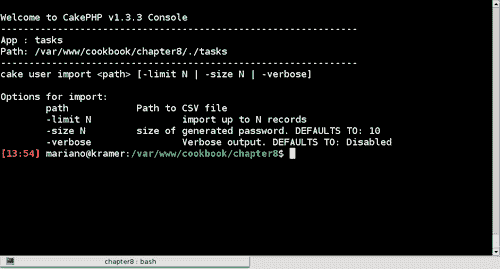 Welcome to CakePHP v1.3.3 Console
---------------------------------------------------------------
App : tasks
Path: /var/www/cookbook/chapter8/./tasks
---------------------------------------------------------------
cake user import <path> [-limit N | -size N | -verbose]
Options for import:
path Path to CSV file
-limit N import up to N records
-size N size of generated password. DEFAULTS TO: 10
-verbose Verbose output. DEFAULTS TO: Disabled
[13:54] mariano@kramer:/var/www/cookbook/chapter8$
chapter8 : bash